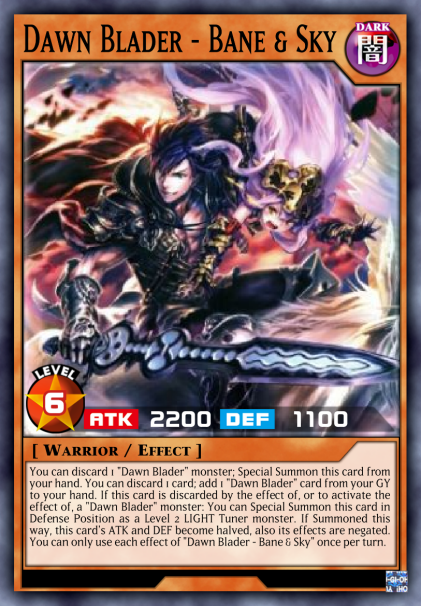 DAWN BLADER - BANE & SKY
DARK
闇
LEVEL
6
ATK 2200 DEF 1100
[ WARRIOR / EFFECT ]
You can discard 1 "Dawn Blader" monster; Special Summon this card from
your hand. You can discard 1 card; add 1 "Dawn Blader" card from your GY
to your hand. If this card is discarded by the effect of, or to activate the
effect of, a "Dawn Blader" monster: You can Special Summon this card in
Defense Position as a Level 2 LIGHT Tuner monster. If Summoned this
way, this card's ATK and DEF become halved, also its effects are negated.
You can only use each effect of "Dawn Blader - Bane & Sky" once per turn.